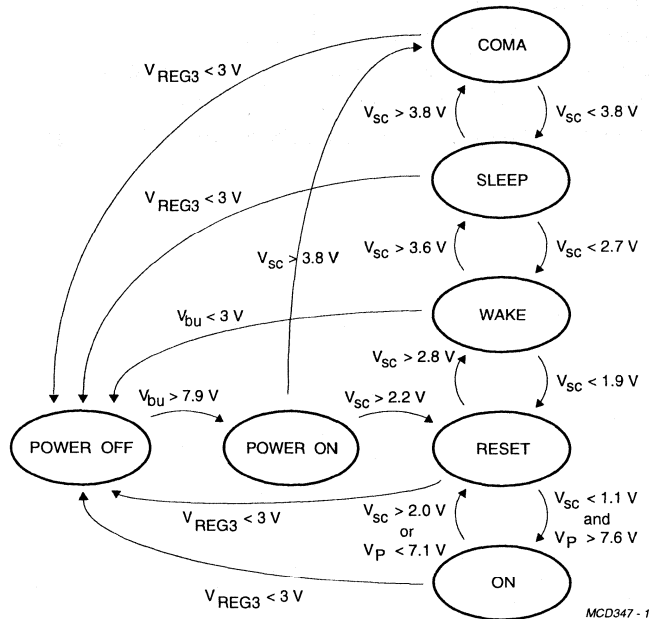 COMA
V_REG3 < 3 V
V_sc > 3.8 V
V_sc < 3.8 V
SLEEP
V_REG3 < 3 V
V_sc > 3.8 V
V_sc > 3.6 V
V_sc < 2.7 V
V_bu < 3 V
WAKE
V_sc > 2.8 V
V_sc < 1.9 V
V_bu > 7.9 V
V_sc > 2.2 V
POWER OFF
POWER ON
RESET
V_REG3 < 3 V
V_sc > 2.0 V
or
V_P < 7.1 V
V_sc < 1.1 V
and
V_P > 7.6 V
ON
V_REG3 < 3 V
MCD347 - 1